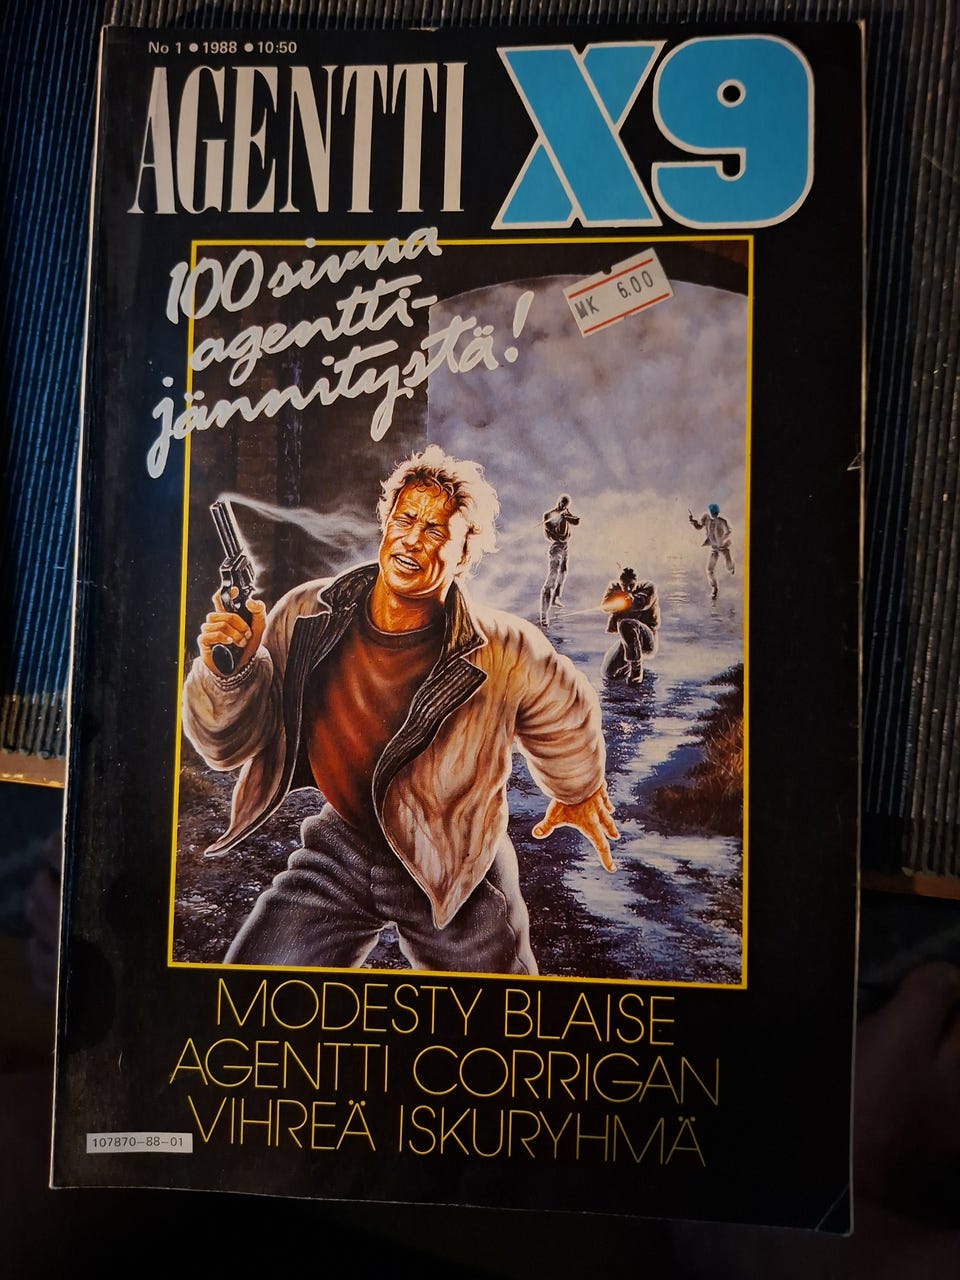 No 1 ● 1988 ● 10:50
AGENTTI X9
100 sivua
agentti-
jännitystä!
MK 6.00
MODESTY BLAISE
AGENTTI CORRIGAN
VIHREÄ ISKURYHMÄ
107870-88-01